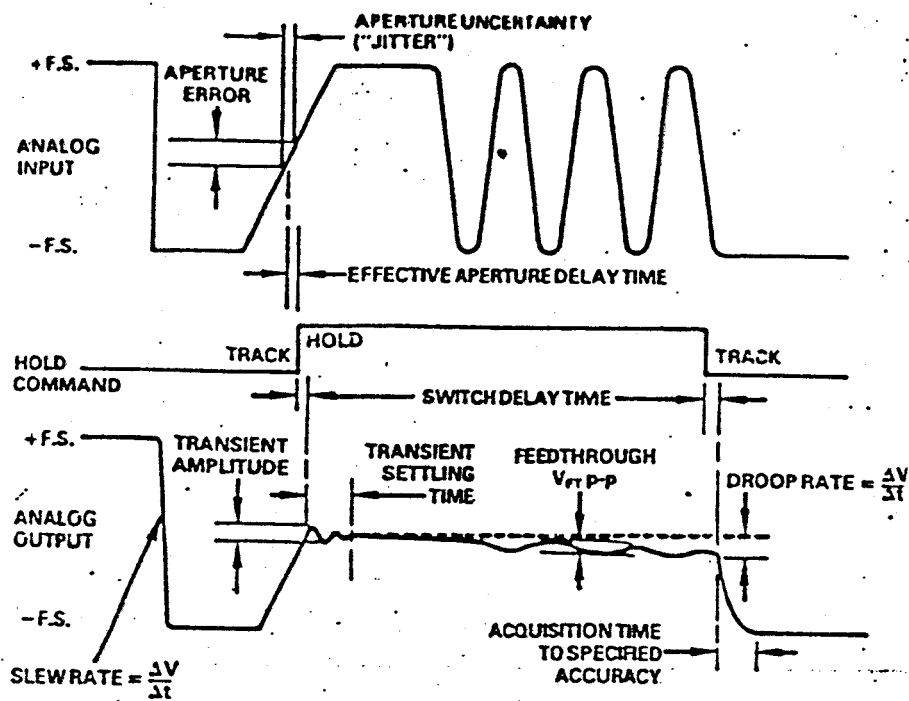 APERTURE UNCERTAINTY
("JITTER")
+F.S.
APERTURE
ERROR
ANALOG
INPUT
−F.S.
EFFECTIVE APERTURE DELAY TIME
TRACK
HOLD
TRACK
HOLD
COMMAND
SWITCH DELAY TIME
+F.S.
TRANSIENT
AMPLITUDE
TRANSIENT
SETTLING
TIME
FEEDTHROUGH
VFT P-P
DROOP RATE = ΔV
Δt
ANALOG
OUTPUT
−F.S.
ACQUISITION TIME
TO SPECIFIED
ACCURACY
SLEW RATE = ΔV
Δt